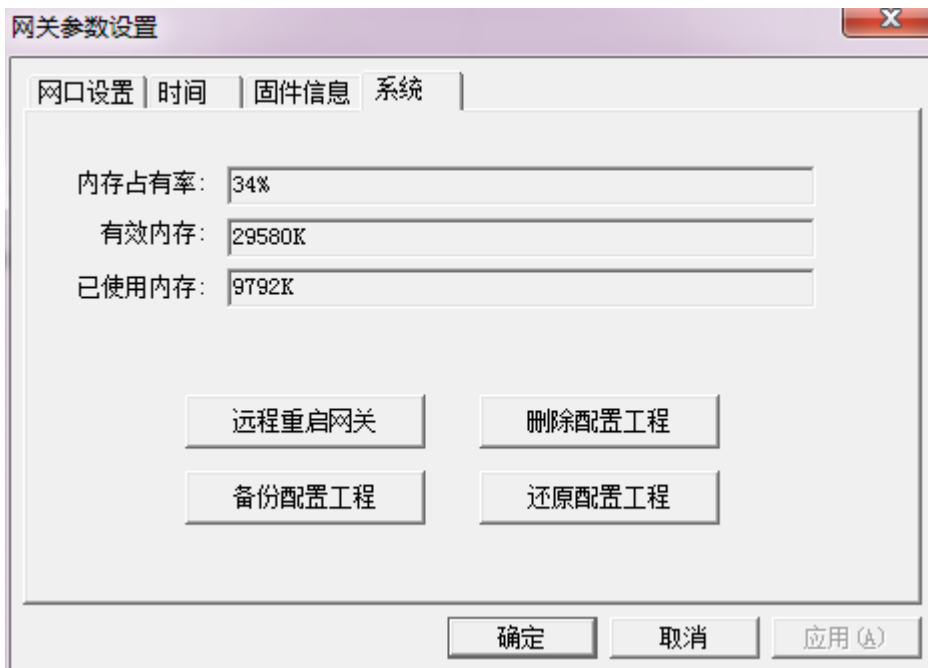 网关参数设置
网口设置 时间 固件信息 系统
内存占有率: 34%
有效内存: 29580K
已使用内存: 9792K
远程重启网关 删除配置工程
备份配置工程 还原配置工程
确定 取消 应用(A)